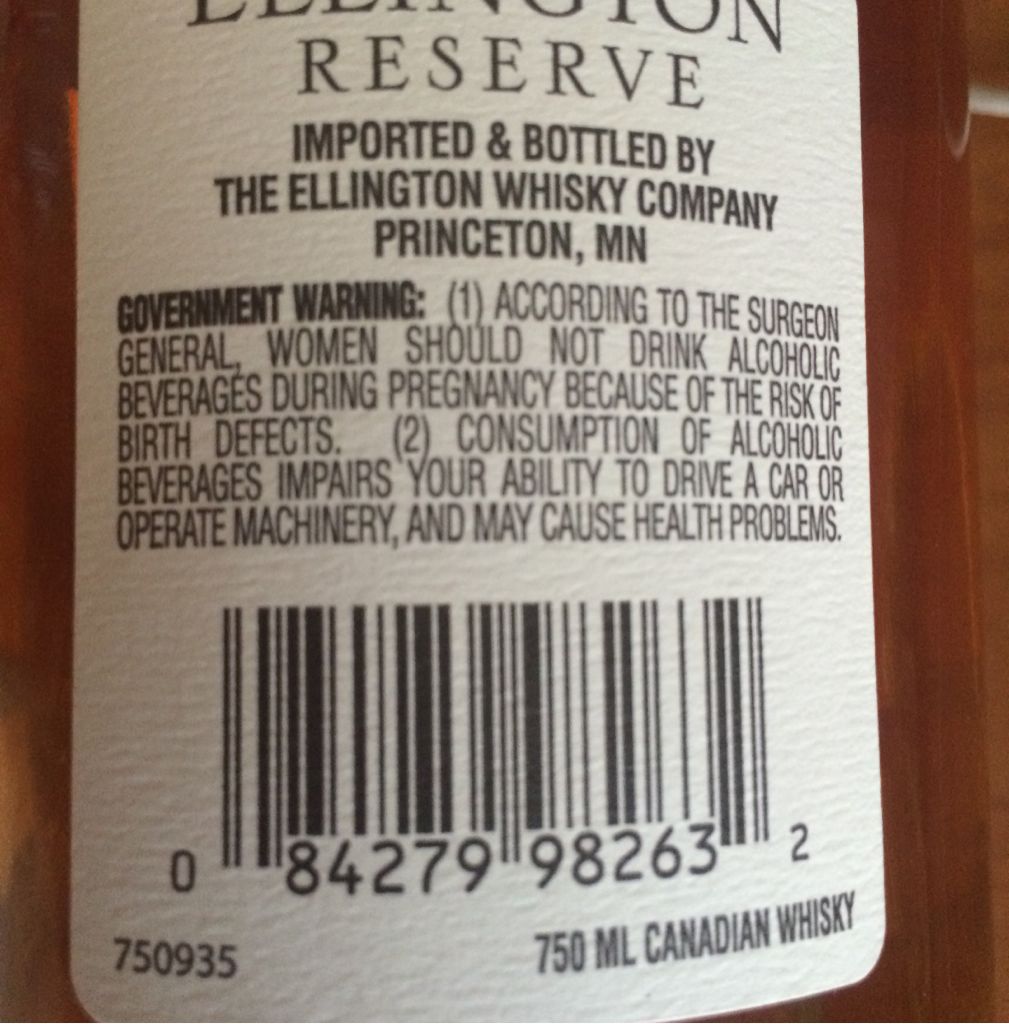 ELLINGTON
RESERVE
IMPORTED & BOTTLED BY
THE ELLINGTON WHISKY COMPANY
PRINCETON, MN
GOVERNMENT WARNING: (1) ACCORDING TO THE SURGEON
GENERAL, WOMEN SHOULD NOT DRINK ALCOHOLIC
BEVERAGES DURING PREGNANCY BECAUSE OF THE RISK OF
BIRTH DEFECTS. (2) CONSUMPTION OF ALCOHOLIC
BEVERAGES IMPAIRS YOUR ABILITY TO DRIVE A CAR OR
OPERATE MACHINERY, AND MAY CAUSE HEALTH PROBLEMS.
0 84279 98263 2
750935 750 ML CANADIAN WHISKY